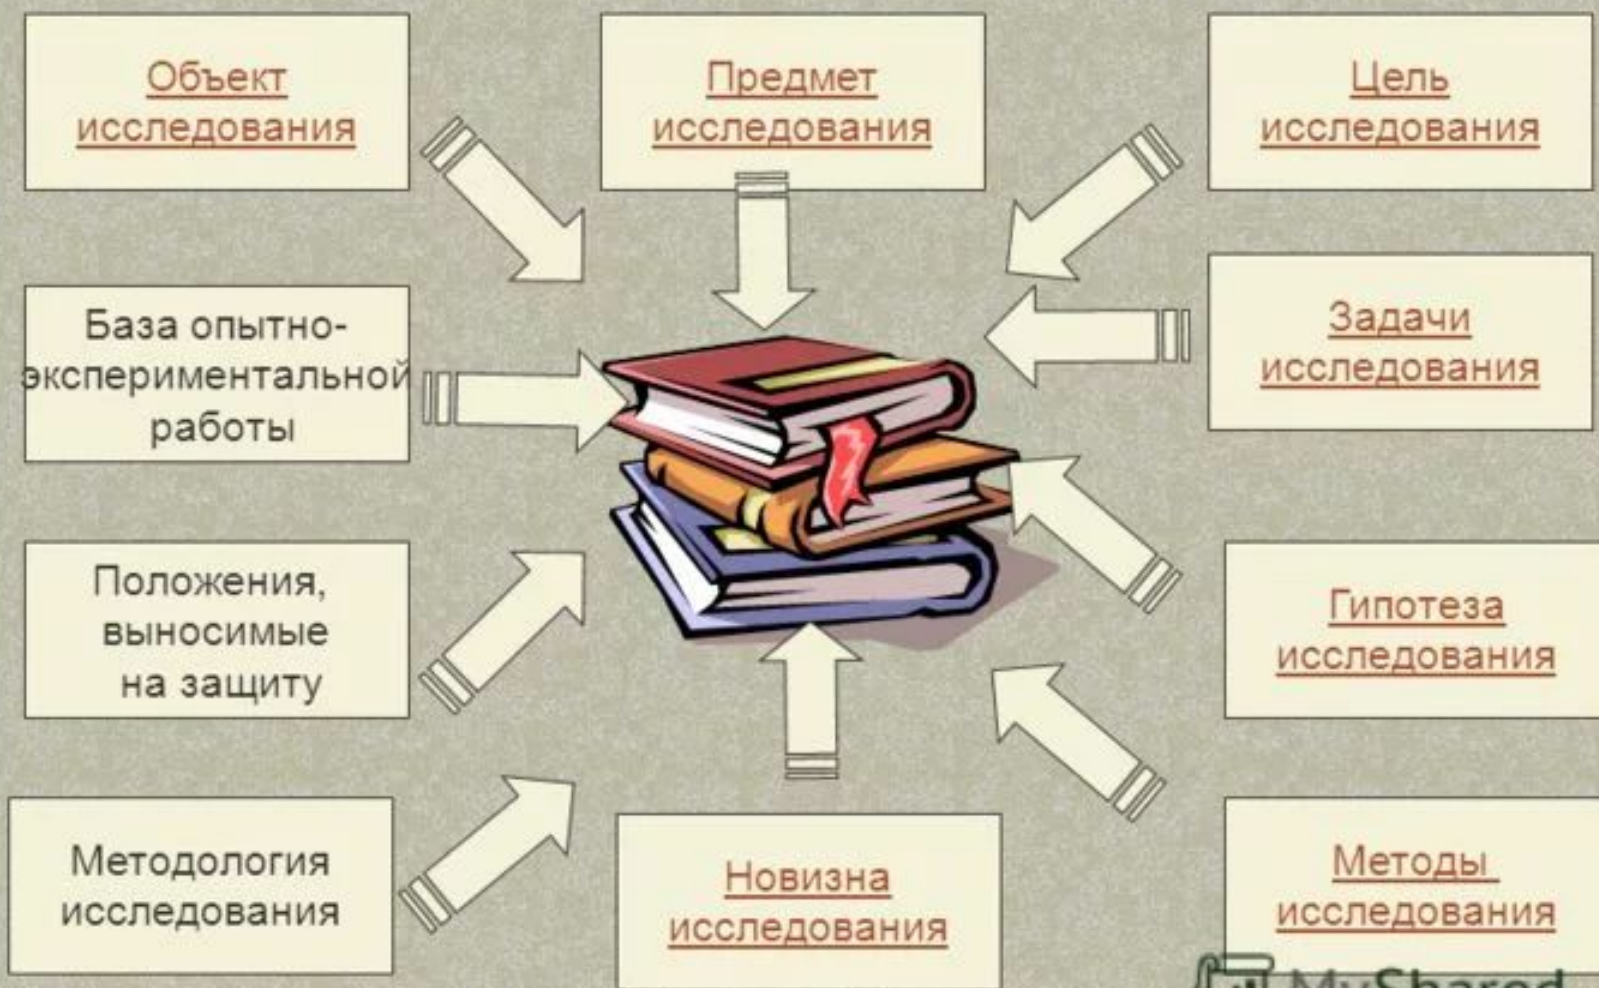 Объект
исследования
Предмет
исследования
Цель
исследования
База опытно-
экспериментальной
работы
Задачи
исследования
Положения,
выносимые
на защиту
Гипотеза
исследования
Методология
исследования
Новизна
исследования
Методы
исследования
MyShared